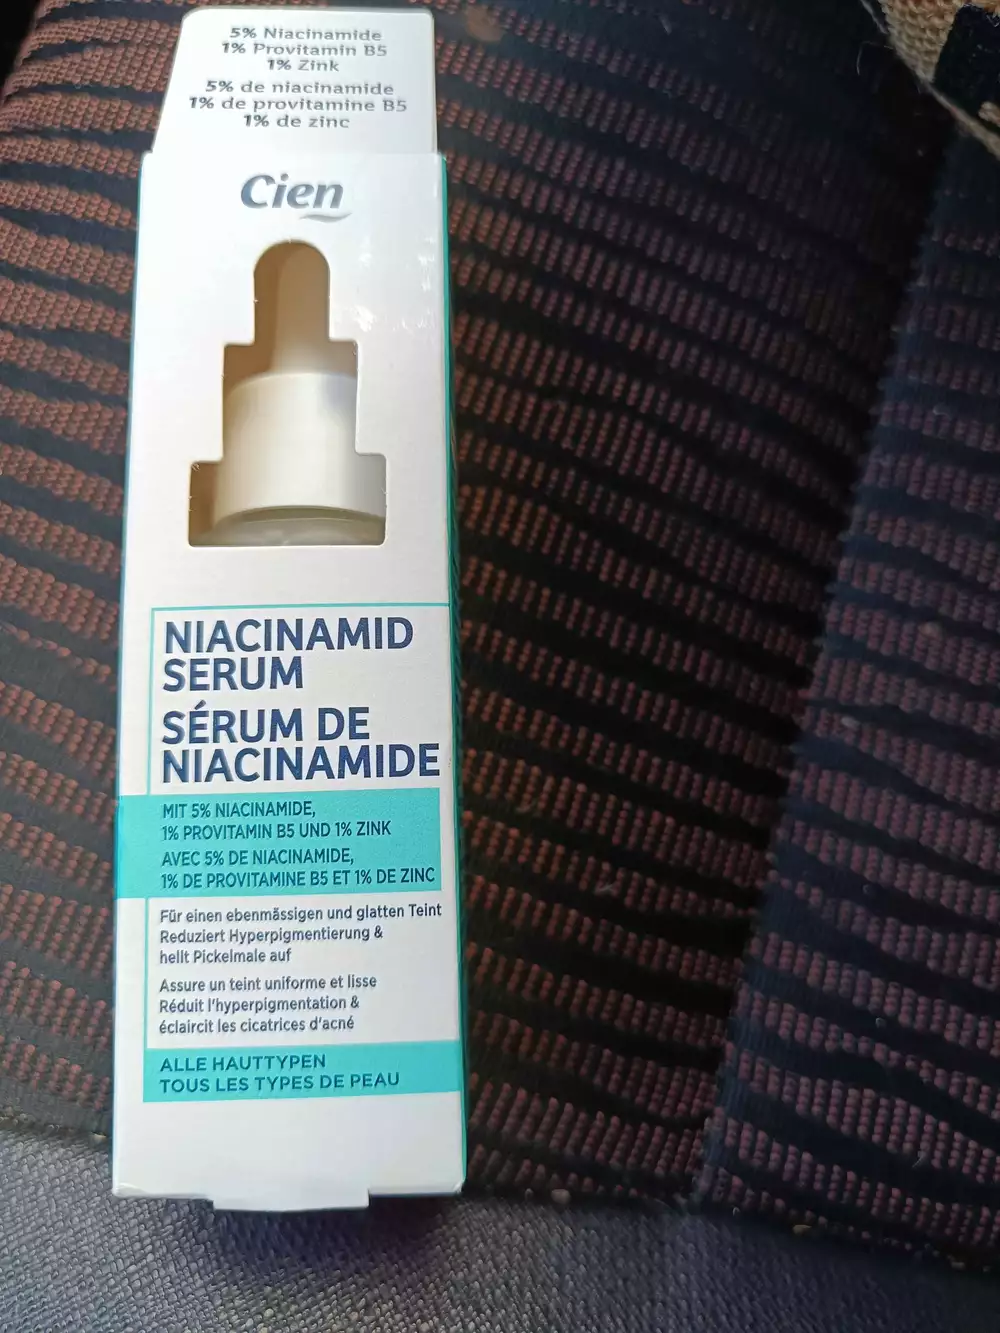 5% Niacinamide
1% Provitamin B5
1% Zink
5% de niacinamide
1% de provitamine B5
1% de zinc
Cien
NIACINAMID
SERUM
SÉRUM DE
NIACINAMIDE
MIT 5% NIACINAMIDE,
1% PROVITAMIN B5 UND 1% ZINK
AVEC 5% DE NIACINAMIDE,
1% DE PROVITAMINE B5 ET 1% DE ZINC
Für einen ebenmässigen und glatten Teint
Reduziert Hyperpigmentierung &
hellt Pickelmale auf
Assure un teint uniforme et lisse
Réduit l'hyperpigmentation &
éclaircit les cicatrices d'acné
ALLE HAUTTYPEN
TOUS LES TYPES DE PEAU